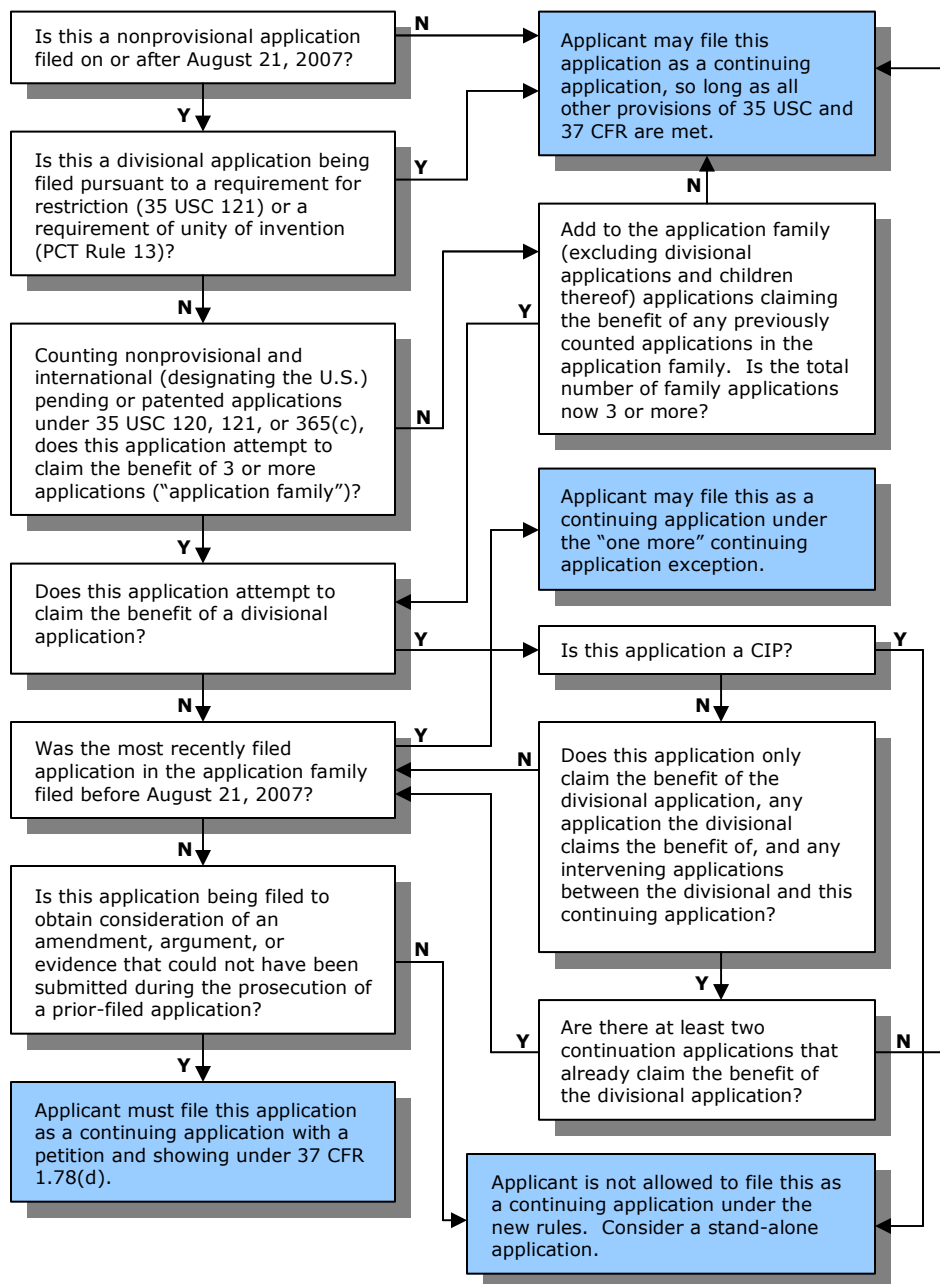 Is this a nonprovisional application
filed on or after August 21, 2007?
N
Y
Applicant may file this
application as a continuing
application, so long as all
other provisions of 35 USC and
37 CFR are met.
Is this a divisional application being
filed pursuant to a requirement for
restriction (35 USC 121) or a
requirement of unity of invention
(PCT Rule 13)?
Y
N
N
Add to the application family
(excluding divisional
applications and children
thereof) applications claiming
the benefit of any previously
counted applications in the
application family.  Is the total
number of family applications
now 3 or more?
Y
Counting nonprovisional and
international (designating the U.S.)
pending or patented applications
under 35 USC 120, 121, or 365(c),
does this application attempt to
claim the benefit of 3 or more
applications (“application family”)?
N
Y
Applicant may file this as a
continuing application under
the “one more” continuing
application exception.
Does this application attempt to
claim the benefit of a divisional
application?
Y
N
Is this application a CIP?
Y
N
Was the most recently filed
application in the application family
filed before August 21, 2007?
Y
N
Does this application only
claim the benefit of the
divisional application, any
application the divisional
claims the benefit of, and any
intervening applications
between the divisional and this
continuing application?
N
Y
Is this application being filed to
obtain consideration of an
amendment, argument, or
evidence that could not have been
submitted during the prosecution of
a prior-filed application?
N
Y
Are there at least two
continuation applications that
already claim the benefit of
the divisional application?
Y
N
Applicant must file this application
as a continuing application with a
petition and showing under 37 CFR
1.78(d).
Applicant is not allowed to file this as
a continuing application under the
new rules.  Consider a stand-alone
application.